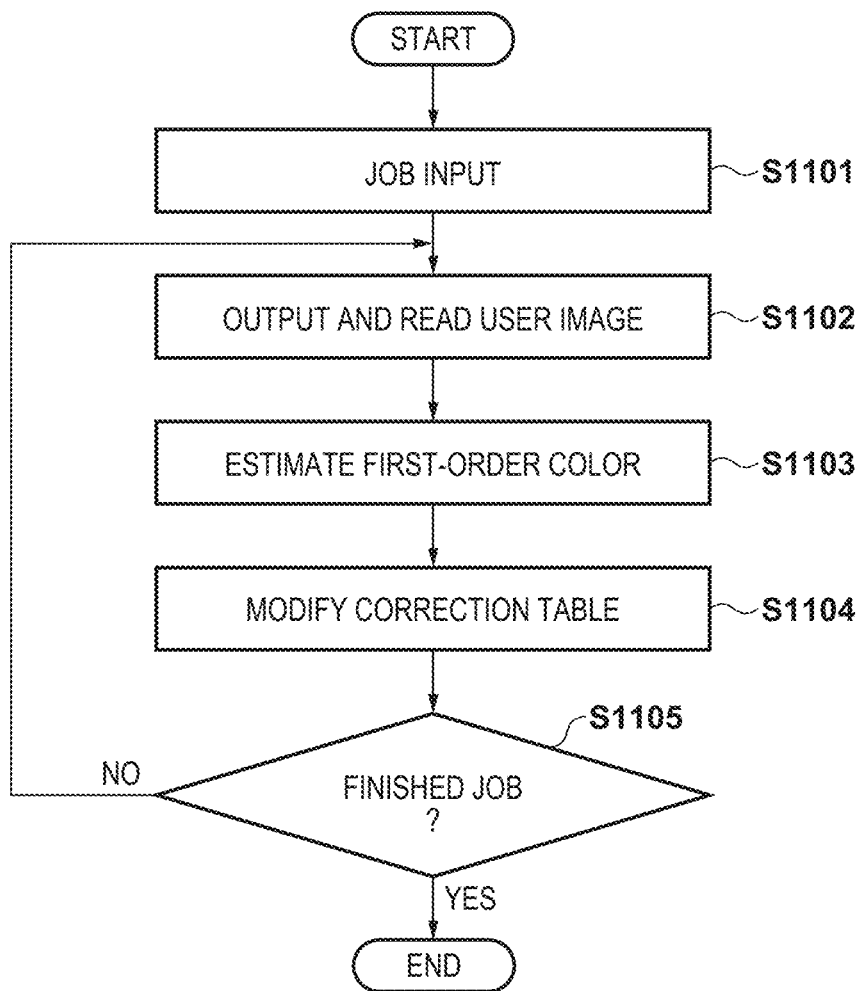 START
JOB INPUT
S1101
OUTPUT AND READ USER IMAGE
S1102
ESTIMATE FIRST-ORDER COLOR
S1103
MODIFY CORRECTION TABLE
S1104
S1105
FINISHED JOB
?
NO
YES
END